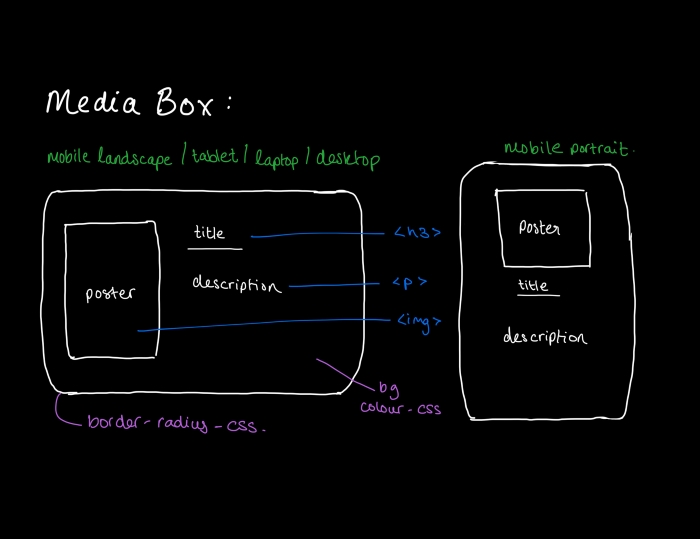 Media Box :
mobile landscape / tablet / laptop / desktop
mobile portrait.
title
<h3>
description
<p>
poster
<img>
bg
colour-css
border-radius-css.
Poster
title
description